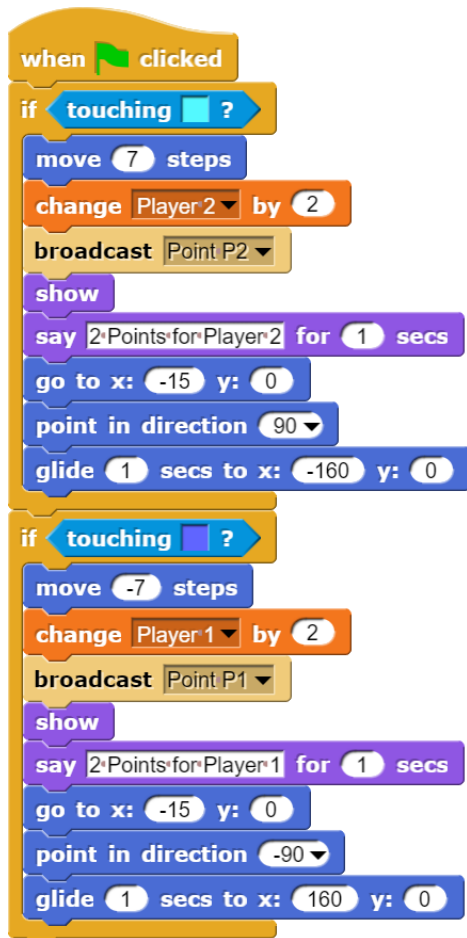 when clicked
if touching ?
move 7 steps
change Player 2 by 2
broadcast Point P2
show
say 2 Points for Player 2 for 1 secs
go to x: -15 y: 0
point in direction 90
glide 1 secs to x: -160 y: 0
if touching ?
move -7 steps
change Player 1 by 2
broadcast Point P1
show
say 2 Points for Player 1 for 1 secs
go to x: -15 y: 0
point in direction -90
glide 1 secs to x: 160 y: 0